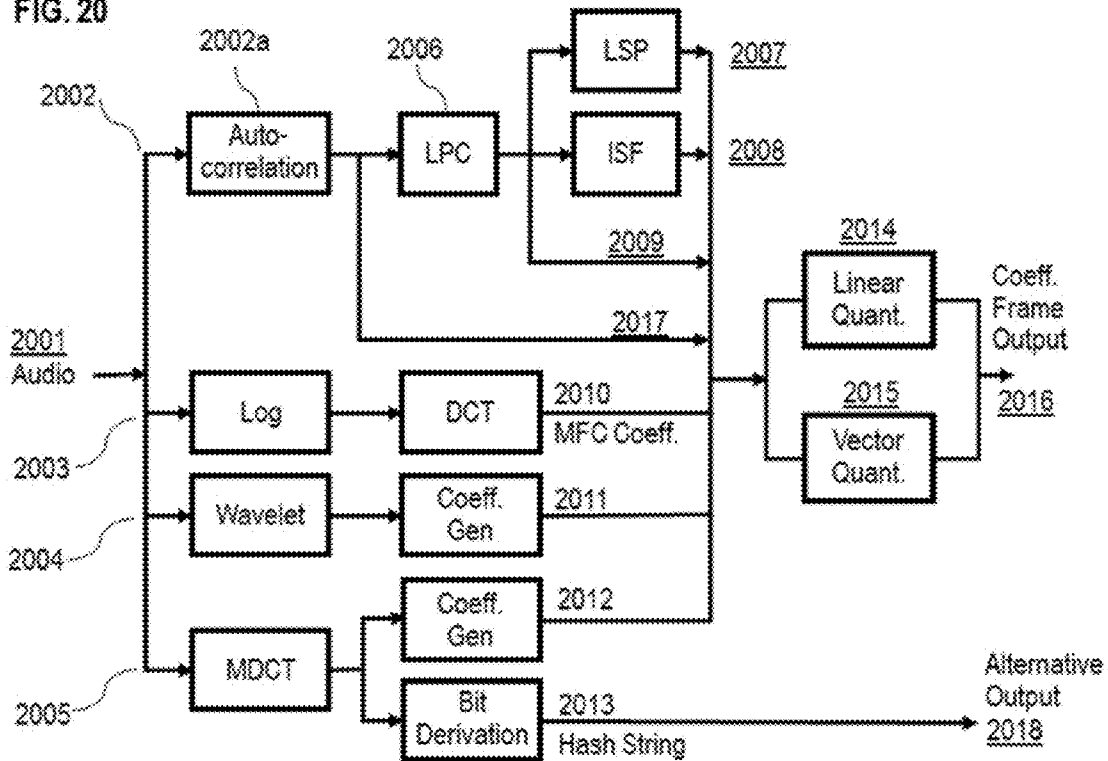 FIG. 20
2002a
2006
2002
Auto-
correlation
LPC
LSP
2007
ISF
2008
2009
2017
2001
Audio
2014
Linear
Quant.
Coeff.
Frame
Output
2016
2015
Vector
Quant.
Log
DCT
2010
MFC Coeff.
2003
Wavelet
Coeff.
Gen
2011
2004
Coeff.
Gen
2012
MDCT
2005
Bit
Derivation
2013
Hash String
Alternative
Output
2018